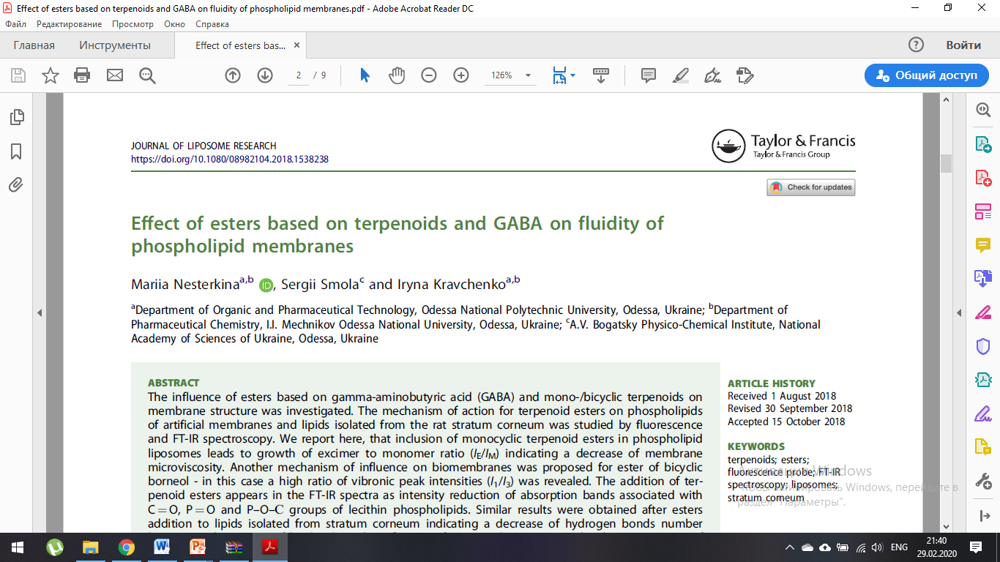 Effect of esters based on terpenoids and GABA on fluidity of phospholipid membranes.pdf - Adobe Acrobat Reader DC
Файл Редактирование Просмотр Окно Справка
Главная Инструменты Effect of esters bas... × Войти
2 / 9 126% Общий доступ
JOURNAL OF LIPOSOME RESEARCH
https://doi.org/10.1080/08982104.2018.1538238
Taylor & Francis
Taylor & Francis Group
Check for updates
Effect of esters based on terpenoids and GABA on fluidity of
phospholipid membranes
Mariia Nesterkina^a,b iD, Sergii Smola^c and Iryna Kravchenko^a,b
^aDepartment of Organic and Pharmaceutical Technology, Odessa National Polytechnic University, Odessa, Ukraine; ^bDepartment of
Pharmaceutical Chemistry, I.I. Mechnikov Odessa National University, Odessa, Ukraine; ^cA.V. Bogatsky Physico-Chemical Institute, National
Academy of Sciences of Ukraine, Odessa, Ukraine
ABSTRACT
The influence of esters based on gamma-aminobutyric acid (GABA) and mono-/bicyclic terpenoids on
membrane structure was investigated. The mechanism of action for terpenoid esters on phospholipids
of artificial membranes and lipids isolated from the rat stratum corneum was studied by fluorescence
and FT-IR spectroscopy. We report here, that inclusion of monocyclic terpenoid esters in phospholipid
liposomes leads to growth of excimer to monomer ratio (IE/IM) indicating a decrease of membrane
microviscosity. Another mechanism of influence on biomembranes was proposed for ester of bicyclic
borneol - in this case a high ratio of vibronic peak intensities (I1/I3) was revealed. The addition of ter-
penoid esters appears in the FT-IR spectra as intensity reduction of absorption bands associated with
C=O, P=O and P–O–C groups of lecithin phospholipids. Similar results were obtained after esters
addition to lipids isolated from stratum corneum indicating a decrease of hydrogen bonds number
ARTICLE HISTORY
Received 1 August 2018
Revised 30 September 2018
Accepted 15 October 2018
KEYWORDS
terpenoids; esters;
fluorescence probe; FT-IR
spectroscopy; liposomes;
stratum corneum
Активация Windows
Чтобы активировать Windows, перейдите в
раздел "Параметры".
ENG
21:40
29.02.2020